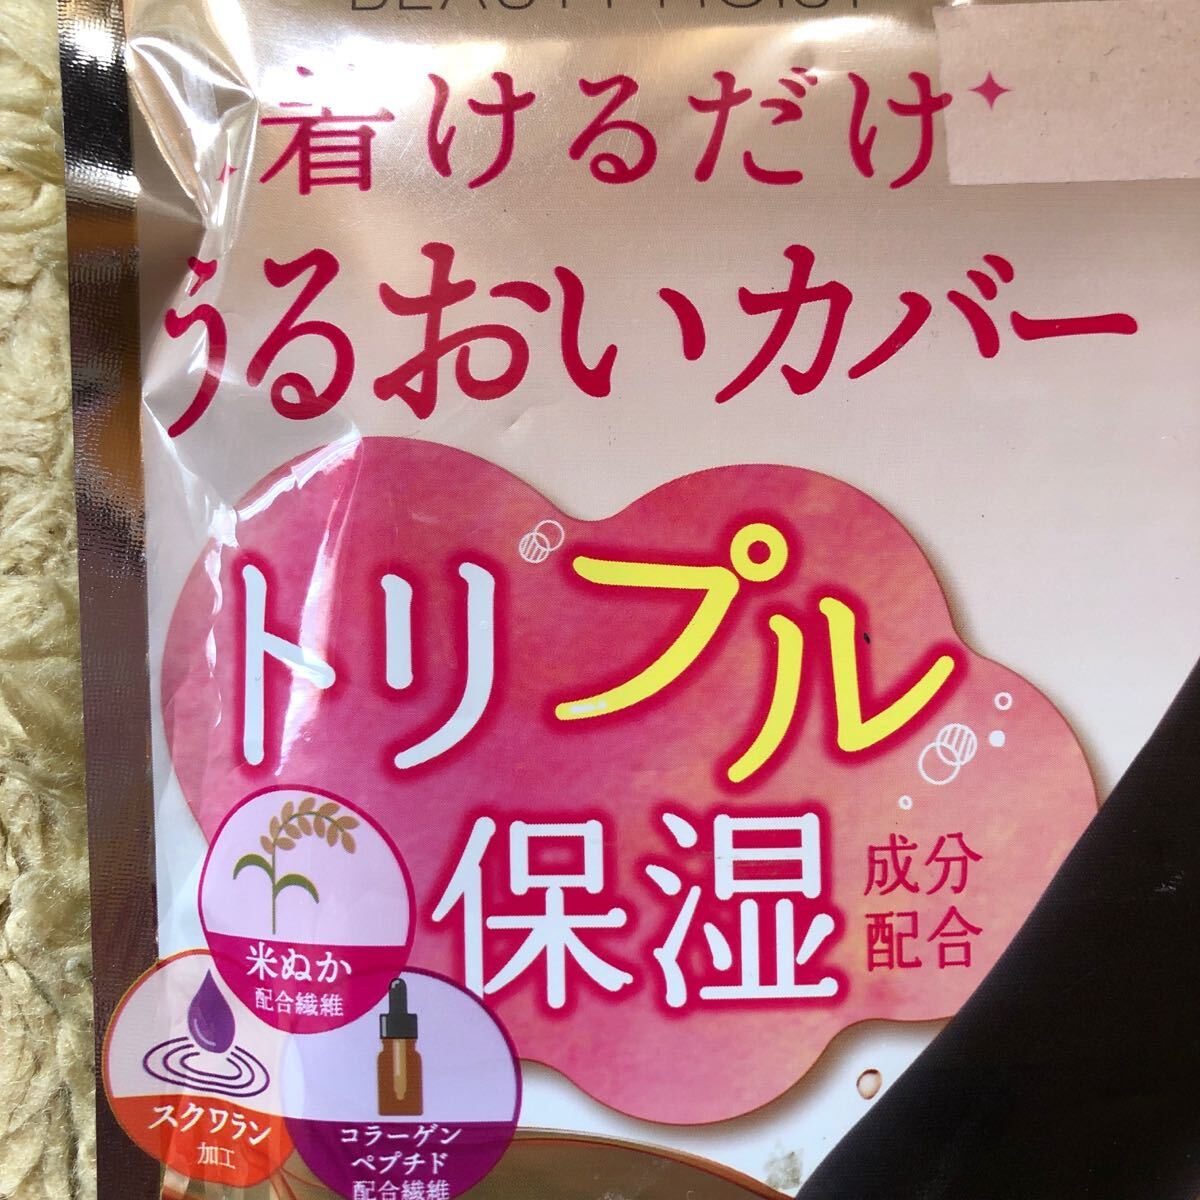 BEAUTY MOIST
着けるだけ
うるおいカバー
トリプル
保湿
成分
配合
米ぬか
配合繊維
スクワラン
加工
コラーゲン
ペプチド
配合繊維